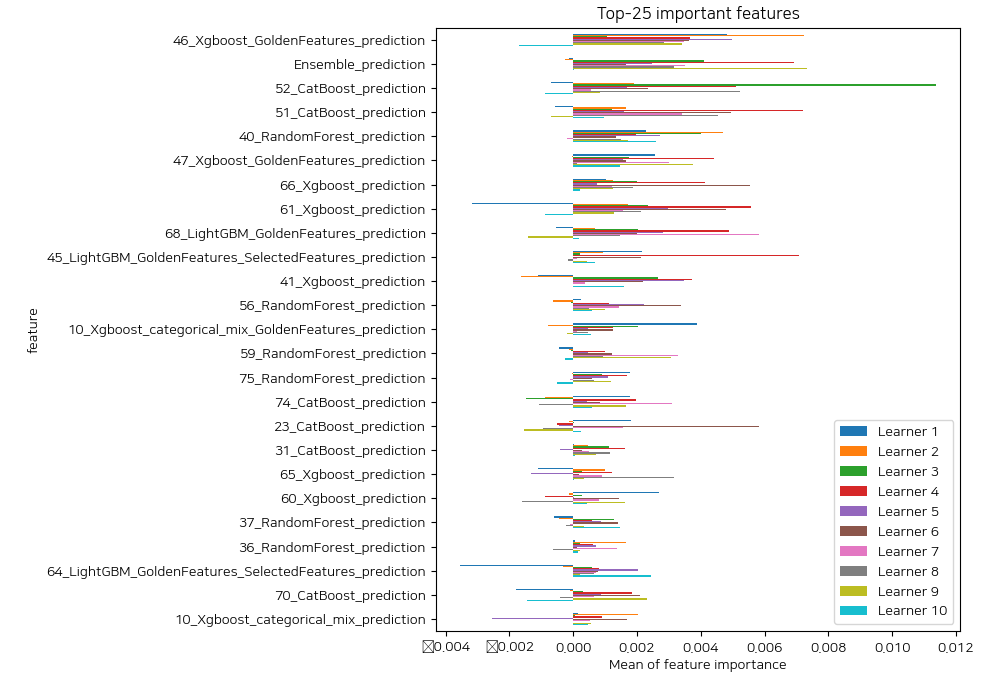 Top-25 important features
46_Xgboost_GoldenFeatures_prediction
Ensemble_prediction
52_CatBoost_prediction
51_CatBoost_prediction
40_RandomForest_prediction
47_Xgboost_GoldenFeatures_prediction
66_Xgboost_prediction
61_Xgboost_prediction
68_LightGBM_GoldenFeatures_prediction
45_LightGBM_GoldenFeatures_SelectedFeatures_prediction
41_Xgboost_prediction
56_RandomForest_prediction
10_Xgboost_categorical_mix_GoldenFeatures_prediction
59_RandomForest_prediction
75_RandomForest_prediction
74_CatBoost_prediction
23_CatBoost_prediction
31_CatBoost_prediction
65_Xgboost_prediction
60_Xgboost_prediction
37_RandomForest_prediction
36_RandomForest_prediction
64_LightGBM_GoldenFeatures_SelectedFeatures_prediction
70_CatBoost_prediction
10_Xgboost_categorical_mix_prediction
feature
Learner 1
Learner 2
Learner 3
Learner 4
Learner 5
Learner 6
Learner 7
Learner 8
Learner 9
Learner 10
0.004 0.002 0.000 0.002 0.004 0.006 0.008 0.010 0.012
Mean of feature importance